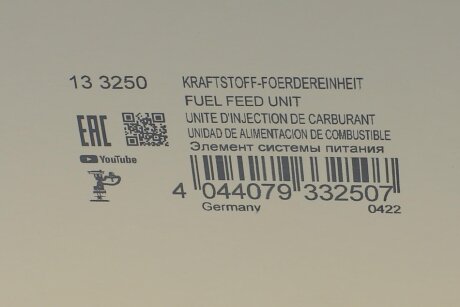 13 3250
KRAFTSTOFF-FOERDEREINHEIT
FUEL FEED UNIT
UNITE D'INJECTION DE CARBURANT
UNIDAD DE ALIMENTACION DE COMBUSTIBLE
Элемент системы питания
EAC
YouTube
4 044079 332507
Germany
0422